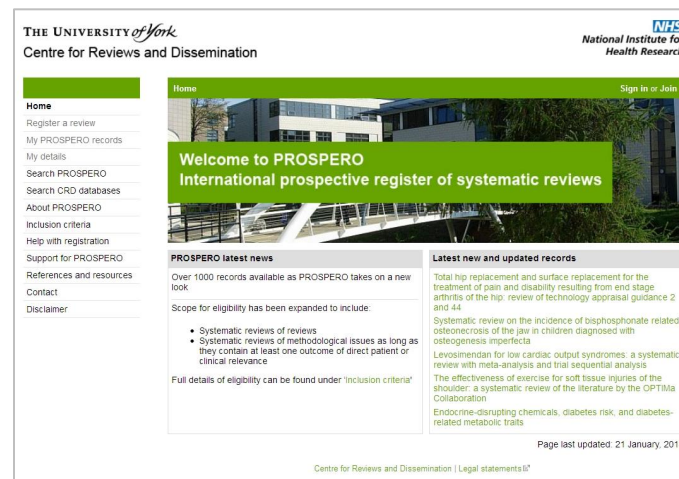 THE UNIVERSITY of York
Centre for Reviews and Dissemination
NHS
National Institute fo
Health Researc
Home
Sign in or Join
Home
Register a review
My PROSPERO records
My details
Search PROSPERO
Search CRD databases
About PROSPERO
Inclusion criteria
Help with registration
Support for PROSPERO
References and resources
Contact
Disclaimer
Welcome to PROSPERO
International prospective register of systematic reviews
PROSPERO latest news
Over 1000 records available as PROSPERO takes on a new
look
Scope for eligibility has been expanded to include:
• Systematic reviews of reviews
• Systematic reviews of methodological issues as long as
they contain at least one outcome of direct patient or
clinical relevance
Full details of eligibility can be found under 'Inclusion criteria'
Latest new and updated records
Total hip replacement and surface replacement for the
treatment of pain and disability resulting from end stage
arthritis of the hip: review of technology appraisal guidance 2
and 44
Systematic review on the incidence of bisphosphonate related
osteonecrosis of the jaw in children diagnosed with
osteogenesis imperfecta
Levosimendan for low cardiac output syndromes: a systematic
review with meta-analysis and trial sequential analysis
The effectiveness of exercise for soft tissue injuries of the
shoulder: a systematic review of the literature by the OPTIMa
Collaboration
Endocrine-disrupting chemicals, diabetes risk, and diabetes-
related metabolic traits
Page last updated: 21 January, 201
Centre for Reviews and Dissemination | Legal statements